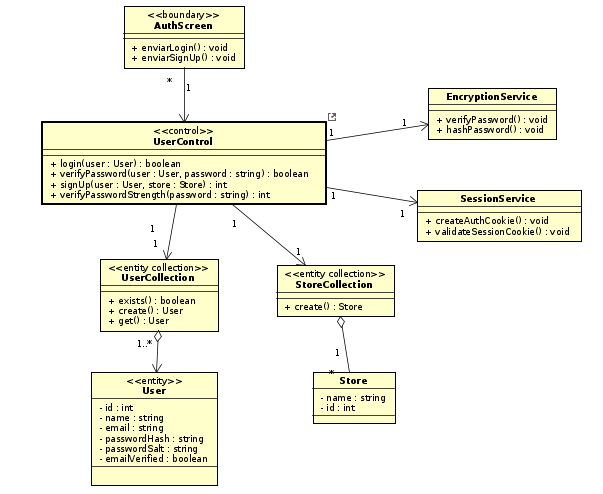 <<boundary>>
AuthScreen
+ enviarLogin() : void
+ enviarSignUp() : void
*
1
<<control>>
UserControl
+ login(user : User) : boolean
+ verifyPassword(user : User, password : string) : boolean
+ signUp(user : User, store : Store) : int
+ verifyPasswordStrength(password : string) : int
1
1
EncryptionService
+ verifyPassword() : void
+ hashPassword() : void
1
1
SessionService
+ createAuthCookie() : void
+ validateSessionCookie() : void
1
1
1
1
<<entity collection>>
UserCollection
+ exists() : boolean
+ create() : User
+ get() : User
<<entity collection>>
StoreCollection
+ create() : Store
1..*
1
*
<<entity>>
User
- id : int
- name : string
- email : string
- passwordHash : string
- passwordSalt : string
- emailVerified : boolean
Store
- name : string
- id : int